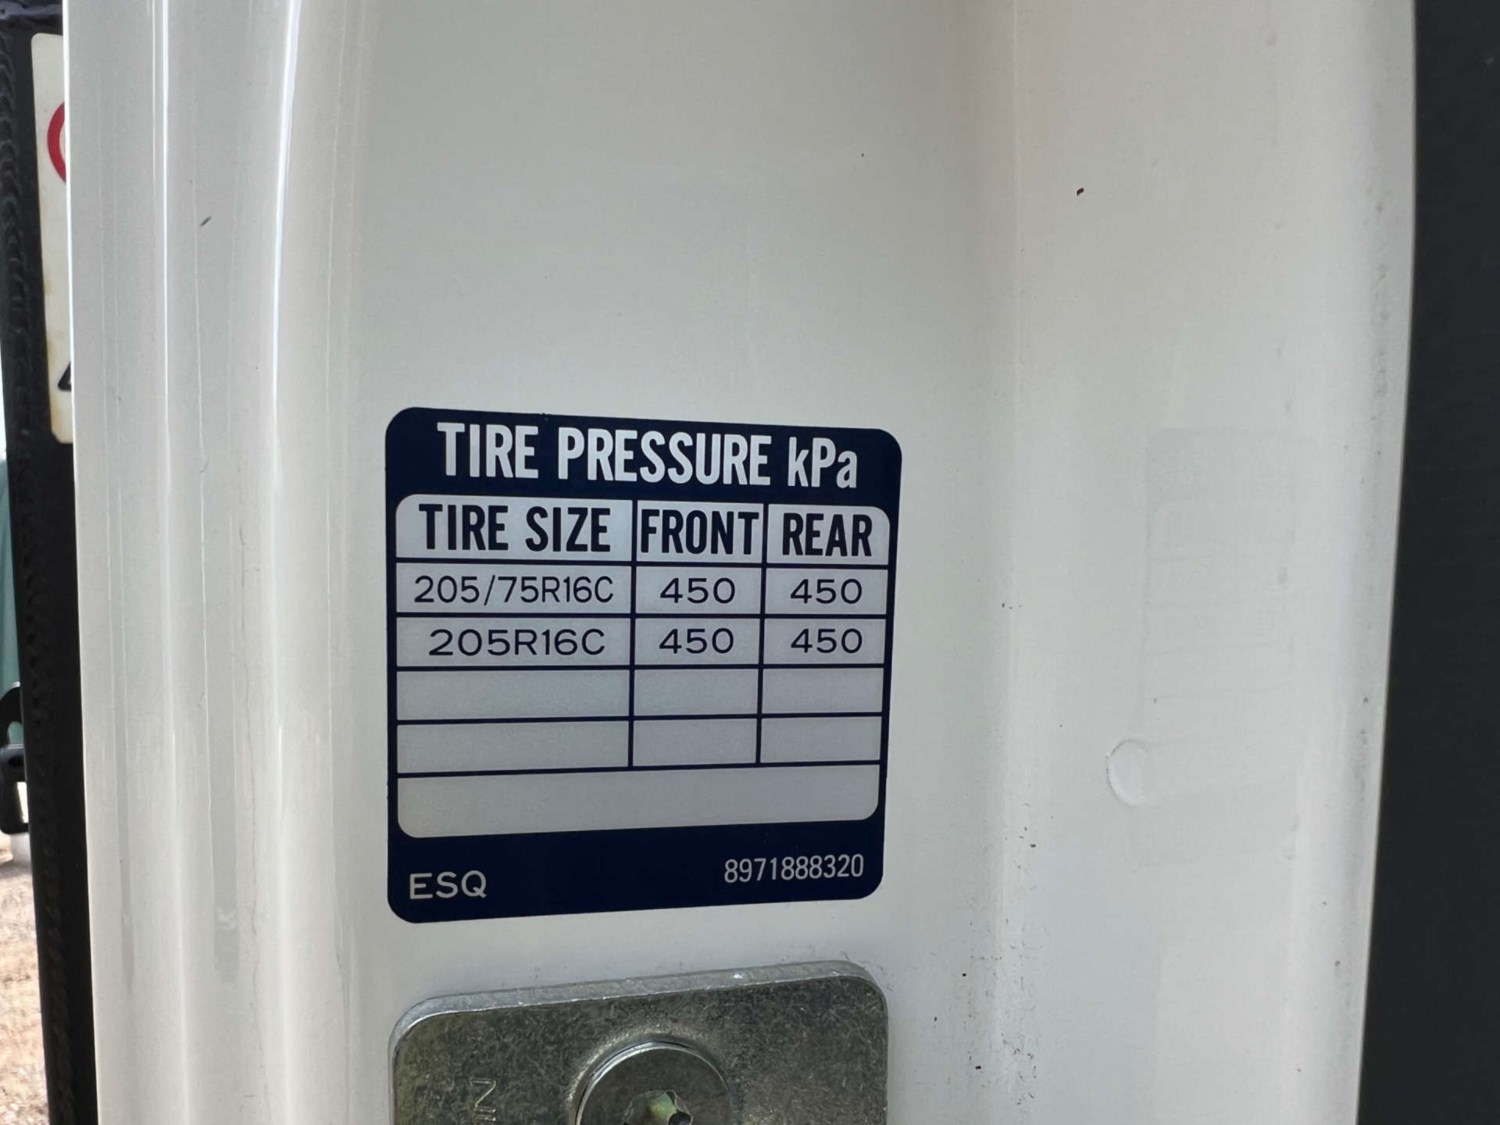 TIRE PRESSURE kPa
TIRE SIZE FRONT REAR
205/75R16C 450 450
205R16C 450 450
ESQ 8971888320